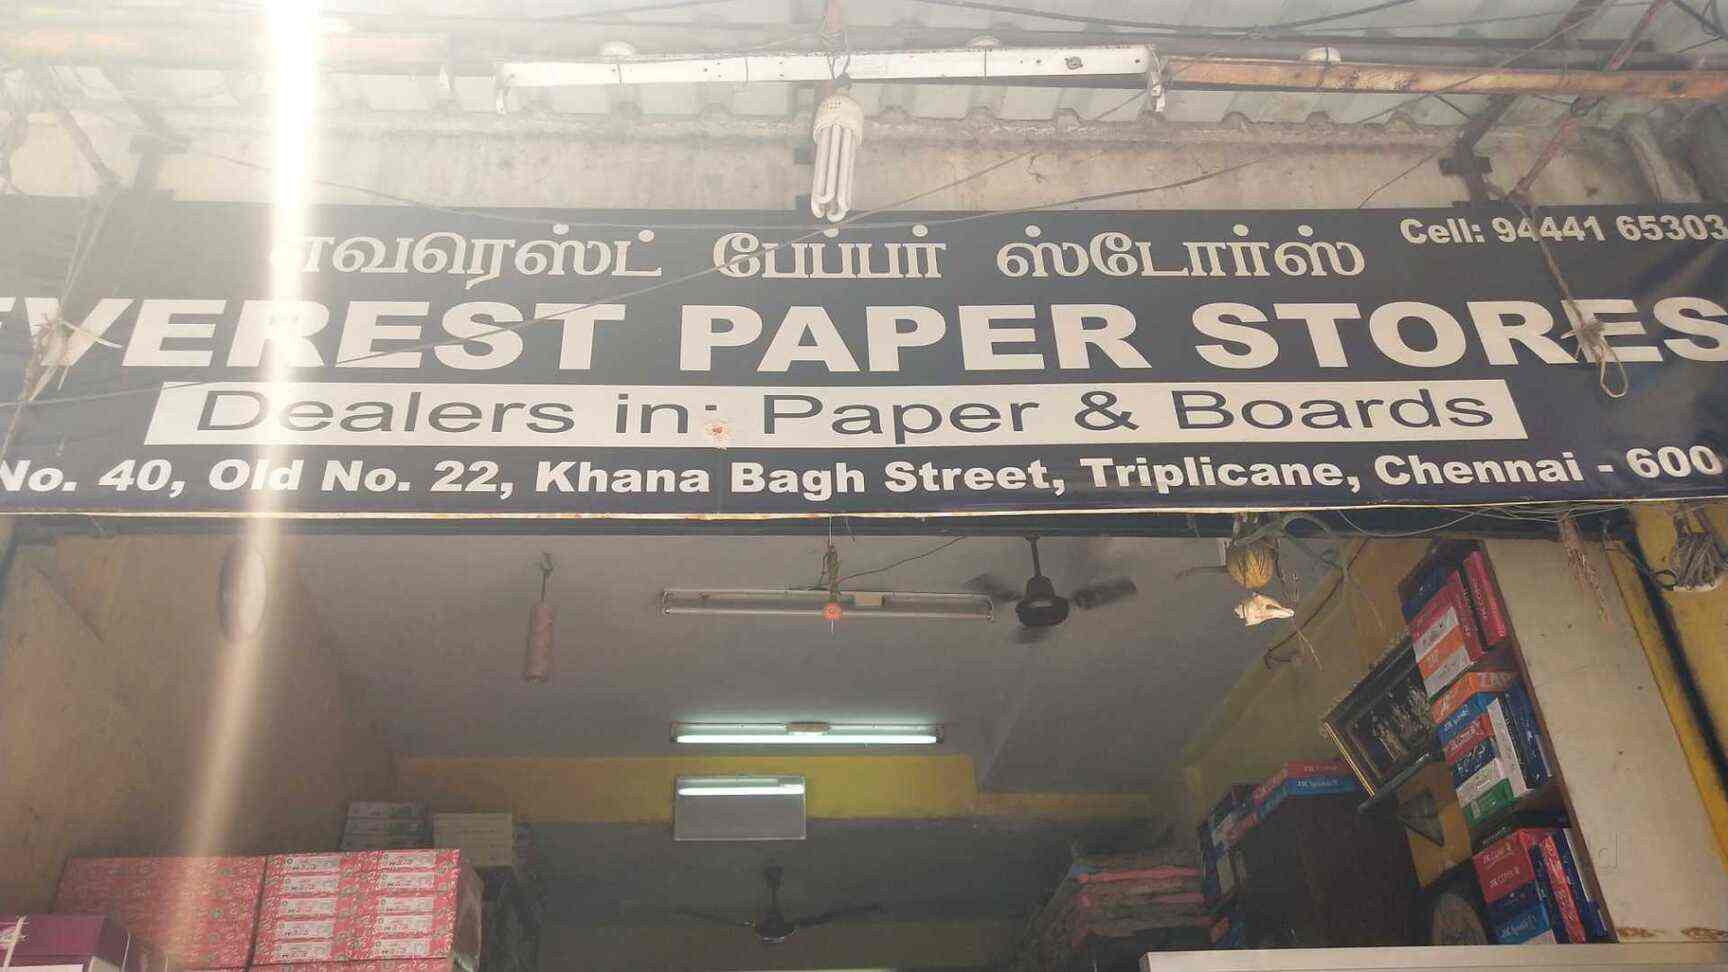 எவரெஸ்ட் பேப்பர் ஸ்டோர்ஸ்
Cell: 94441 65303
EVEREST PAPER STORES
Dealers in: Paper & Boards
No. 40, Old No. 22, Khana Bagh Street, Triplicane, Chennai - 600